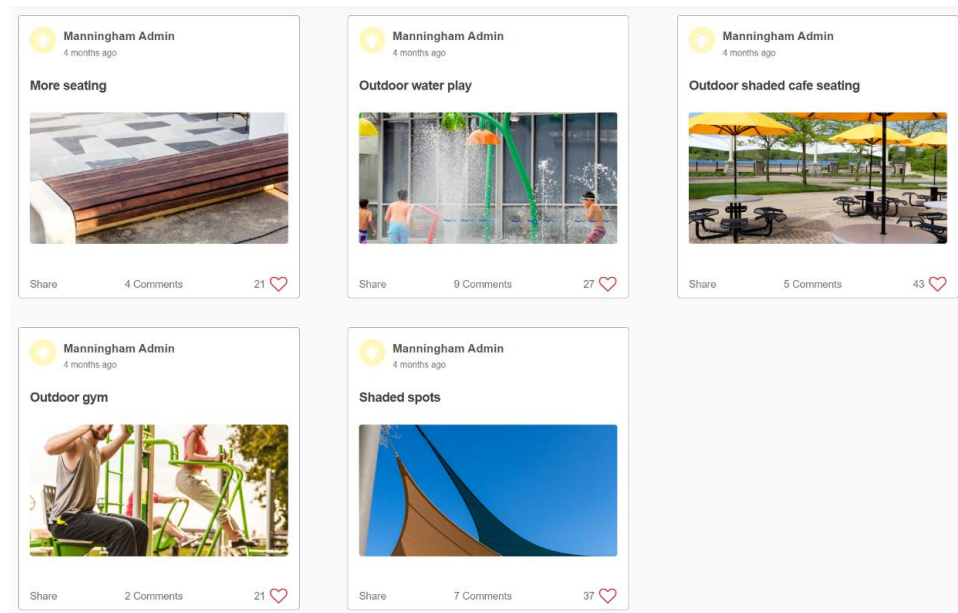 Manningham Admin
4 months ago
More seating
Share 4 Comments 21
Manningham Admin
4 months ago
Outdoor water play
Share 9 Comments 27
Manningham Admin
4 months ago
Outdoor shaded cafe seating
Share 5 Comments 43
Manningham Admin
4 months ago
Outdoor gym
Share 2 Comments 21
Manningham Admin
4 months ago
Shaded spots
Share 7 Comments 37